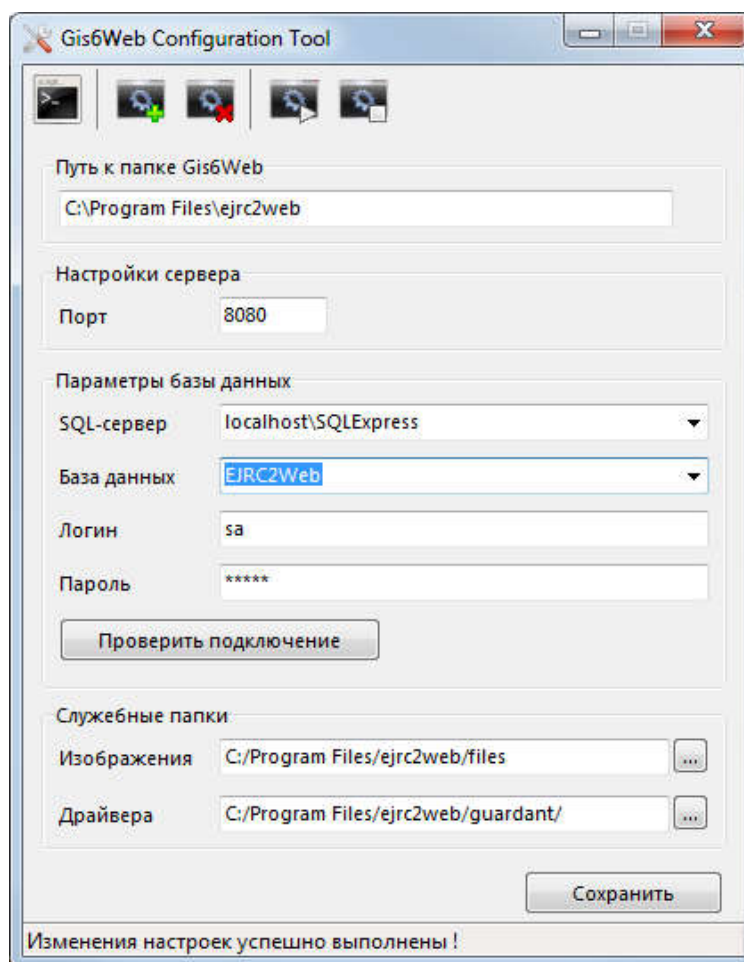 Gis6Web Configuration Tool
Путь к папке Gis6Web
C:\Program Files\ejrc2web
Настройки сервера
Порт 8080
Параметры базы данных
SQL-сервер localhost\SQLExpress
База данных EJRC2Web
Логин sa
Пароль *****
Проверить подключение
Служебные папки
Изображения C:/Program Files/ejrc2web/files ...
Драйвера C:/Program Files/ejrc2web/guardant/ ...
Сохранить
Изменения настроек успешно выполнены !